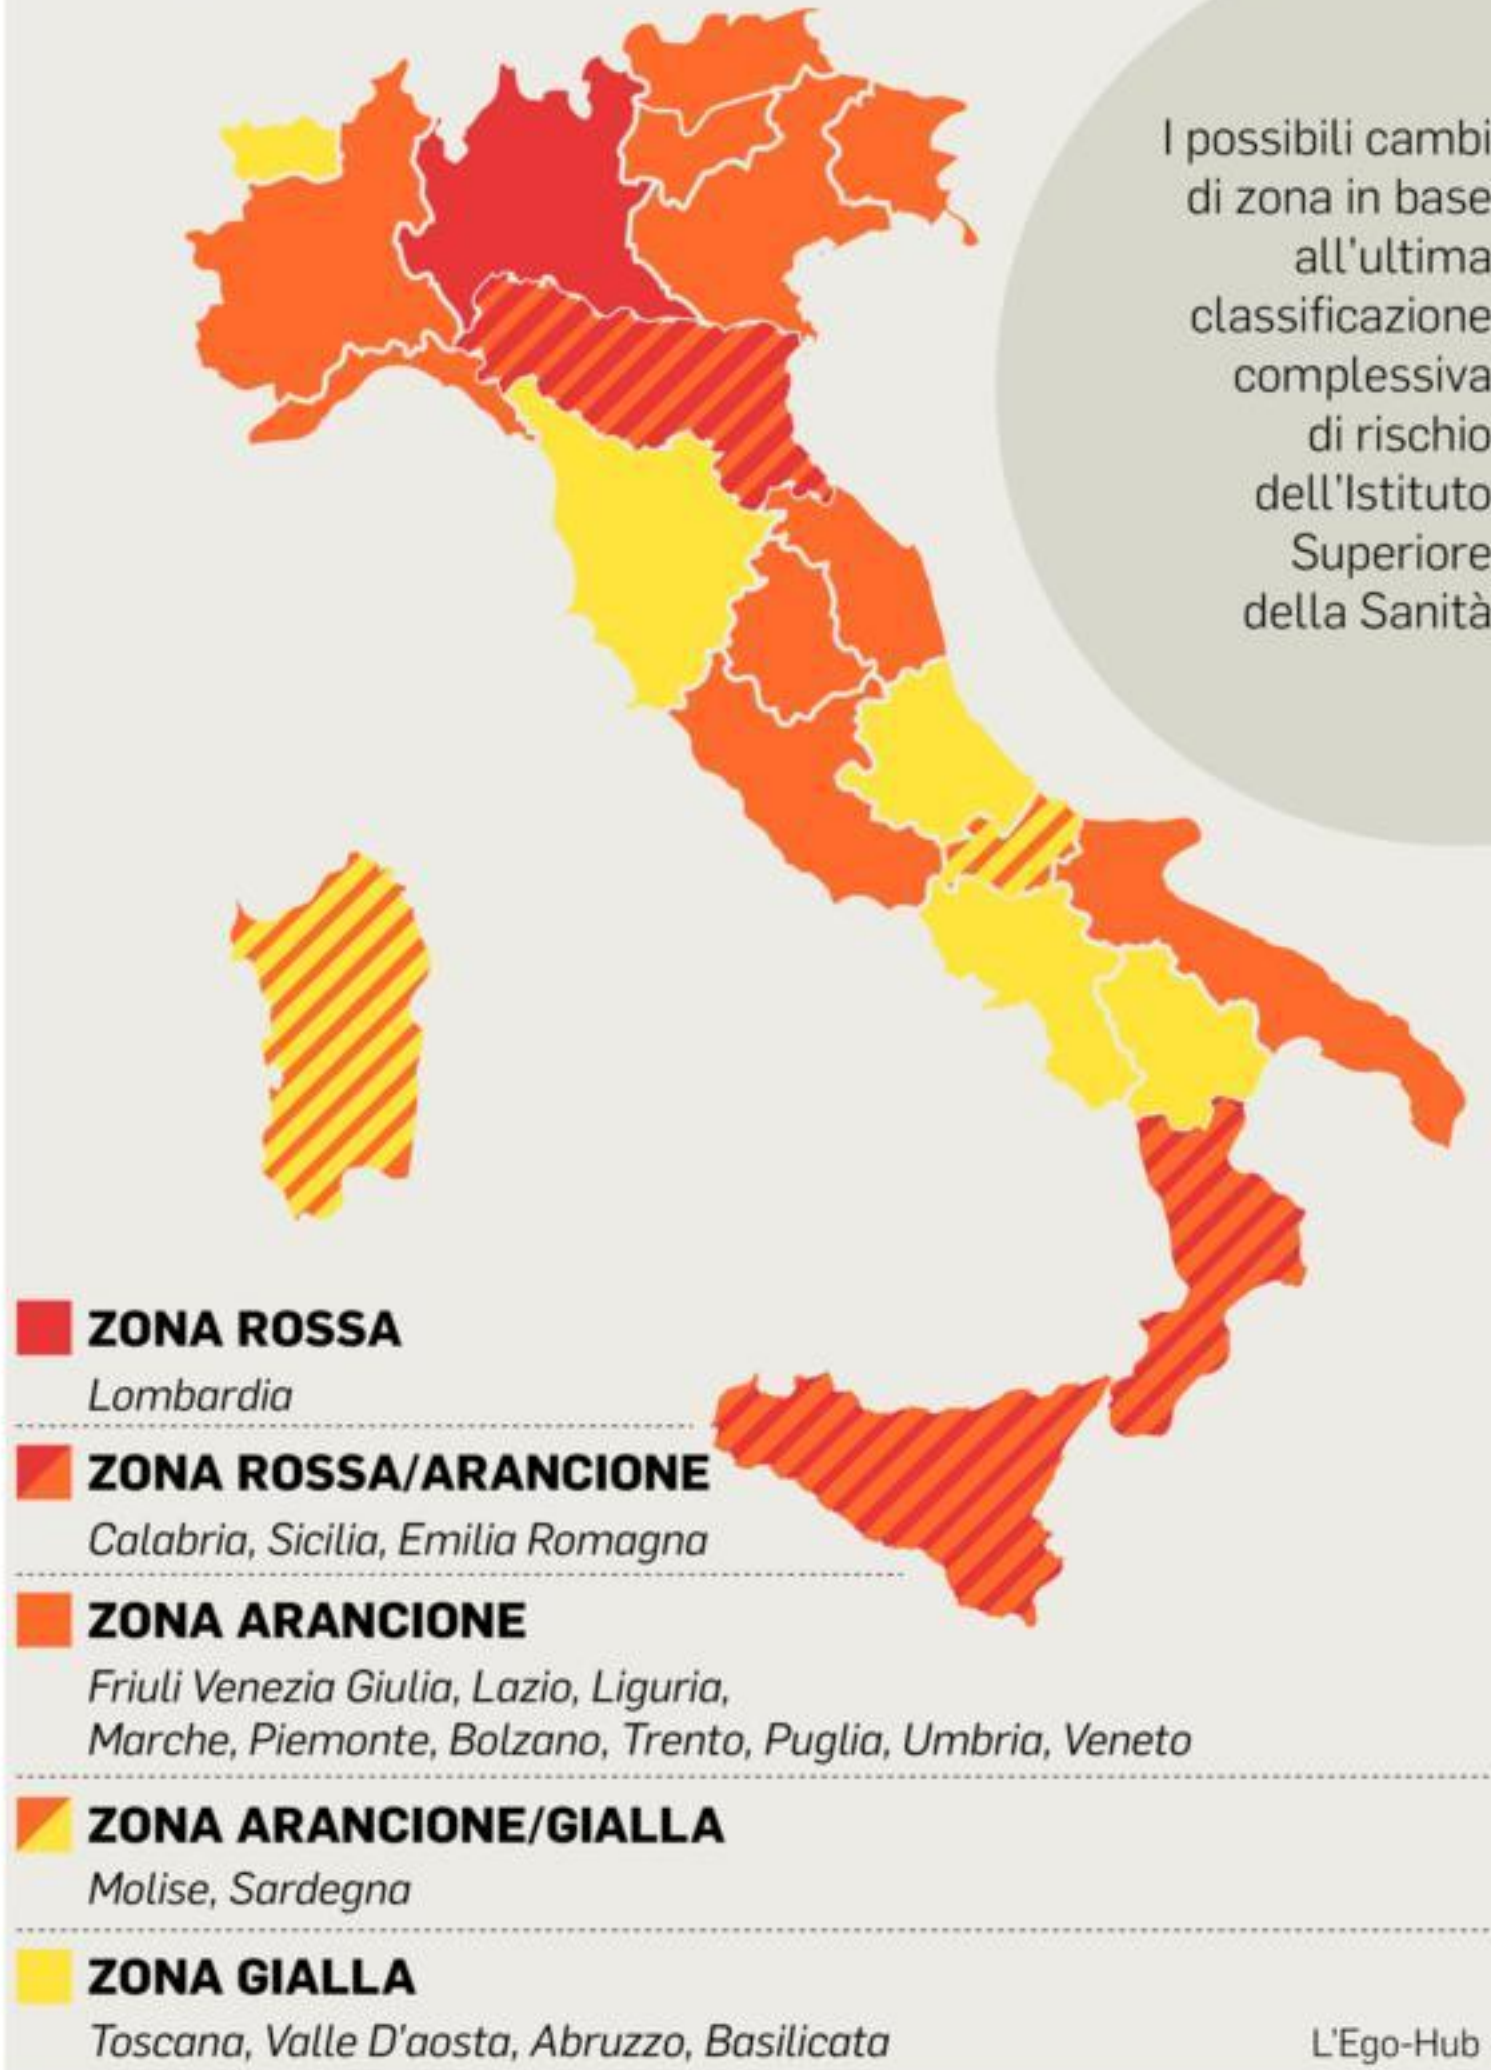 I possibili cambi
di zona in base
all'ultima
classificazione
complessiva
di rischio
dell'Istituto
Superiore
della Sanità
ZONA ROSSA
Lombardia
ZONA ROSSA/ARANCIONE
Calabria, Sicilia, Emilia Romagna
ZONA ARANCIONE
Friuli Venezia Giulia, Lazio, Liguria,
Marche, Piemonte, Bolzano, Trento, Puglia, Umbria, Veneto
ZONA ARANCIONE/GIALLA
Molise, Sardegna
ZONA GIALLA
Toscana, Valle D'aosta, Abruzzo, Basilicata
L'Ego-Hub